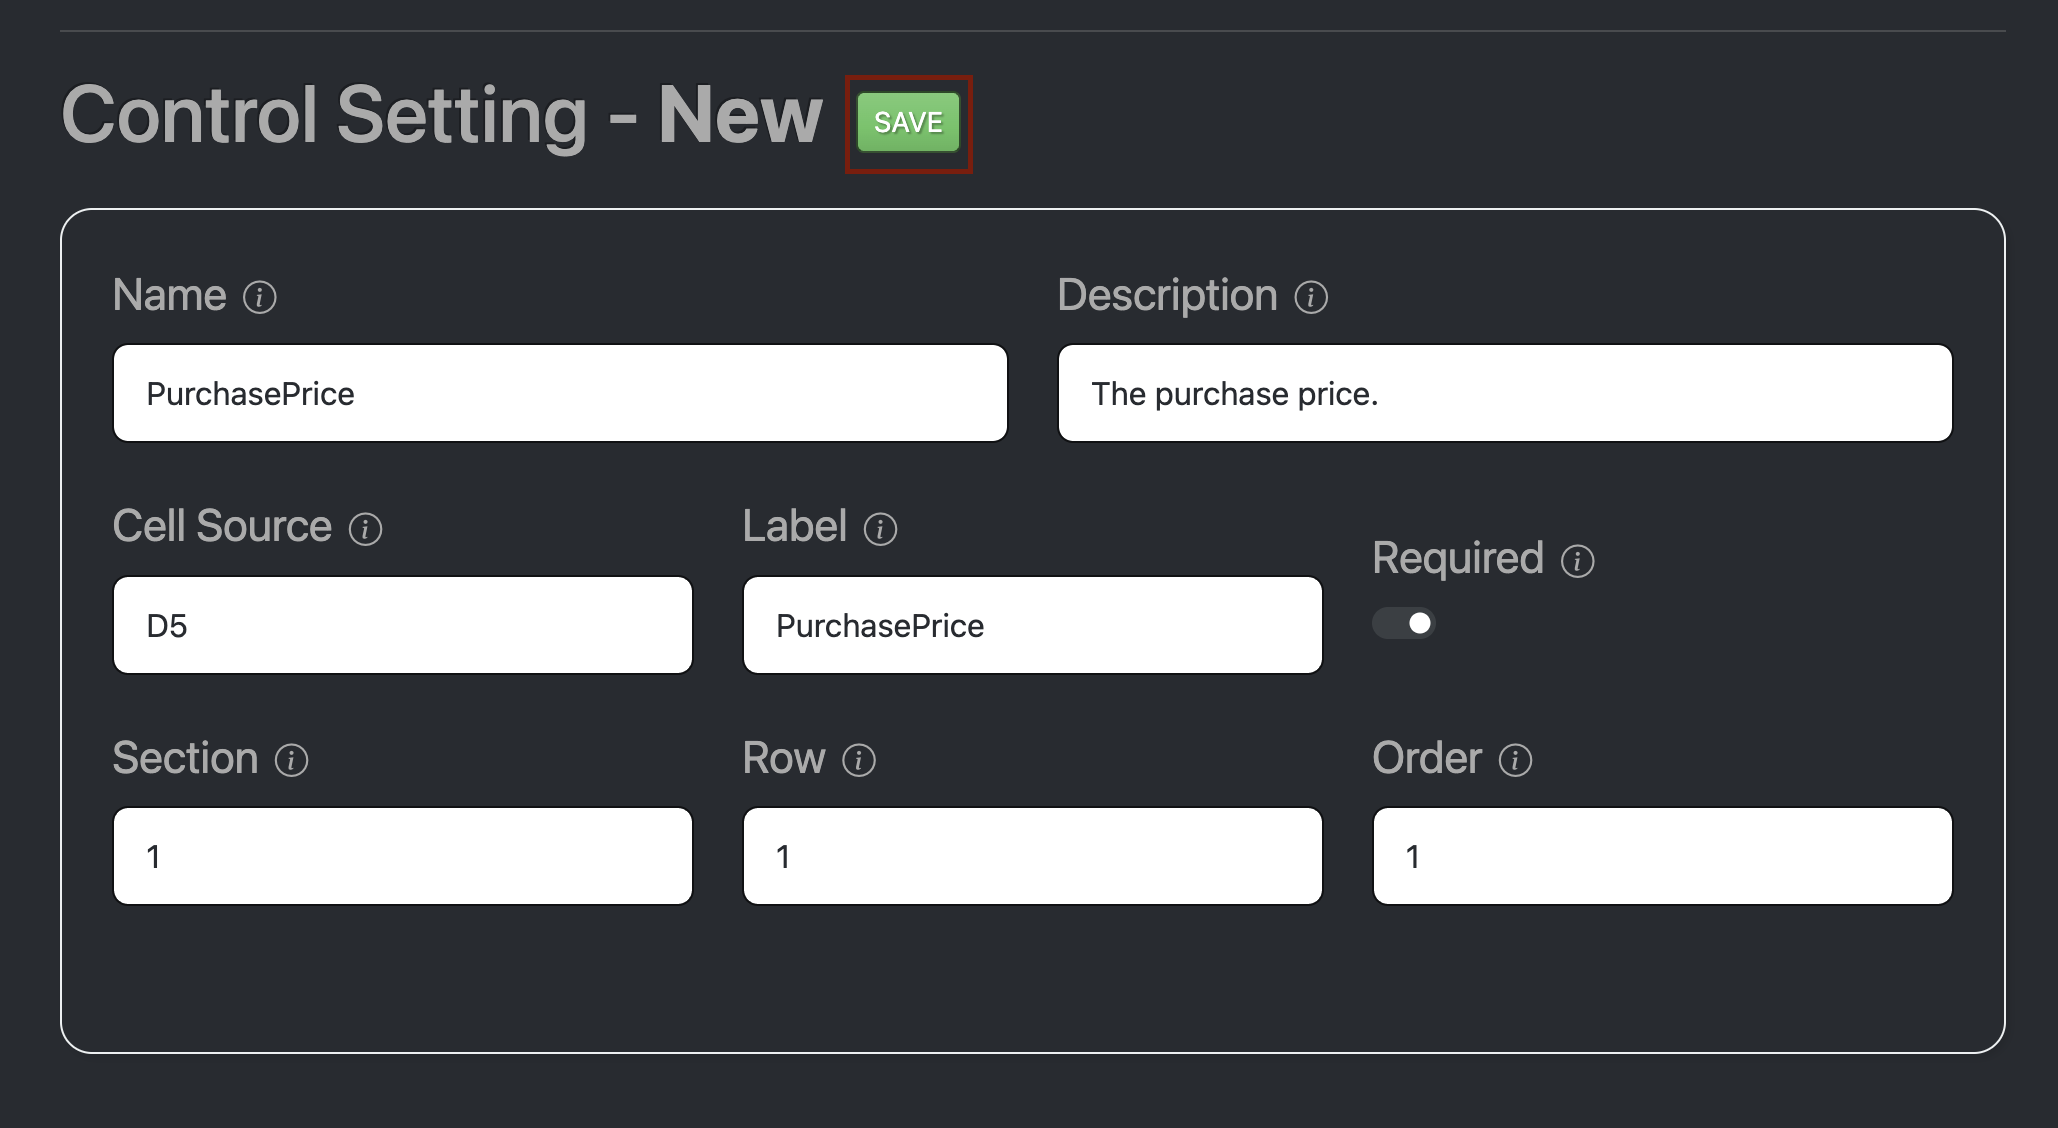 Control Setting - New SAVE
Name Description
PurchasePrice The purchase price.
Cell Source Label Required
D5 PurchasePrice
Section Row Order
1 1 1